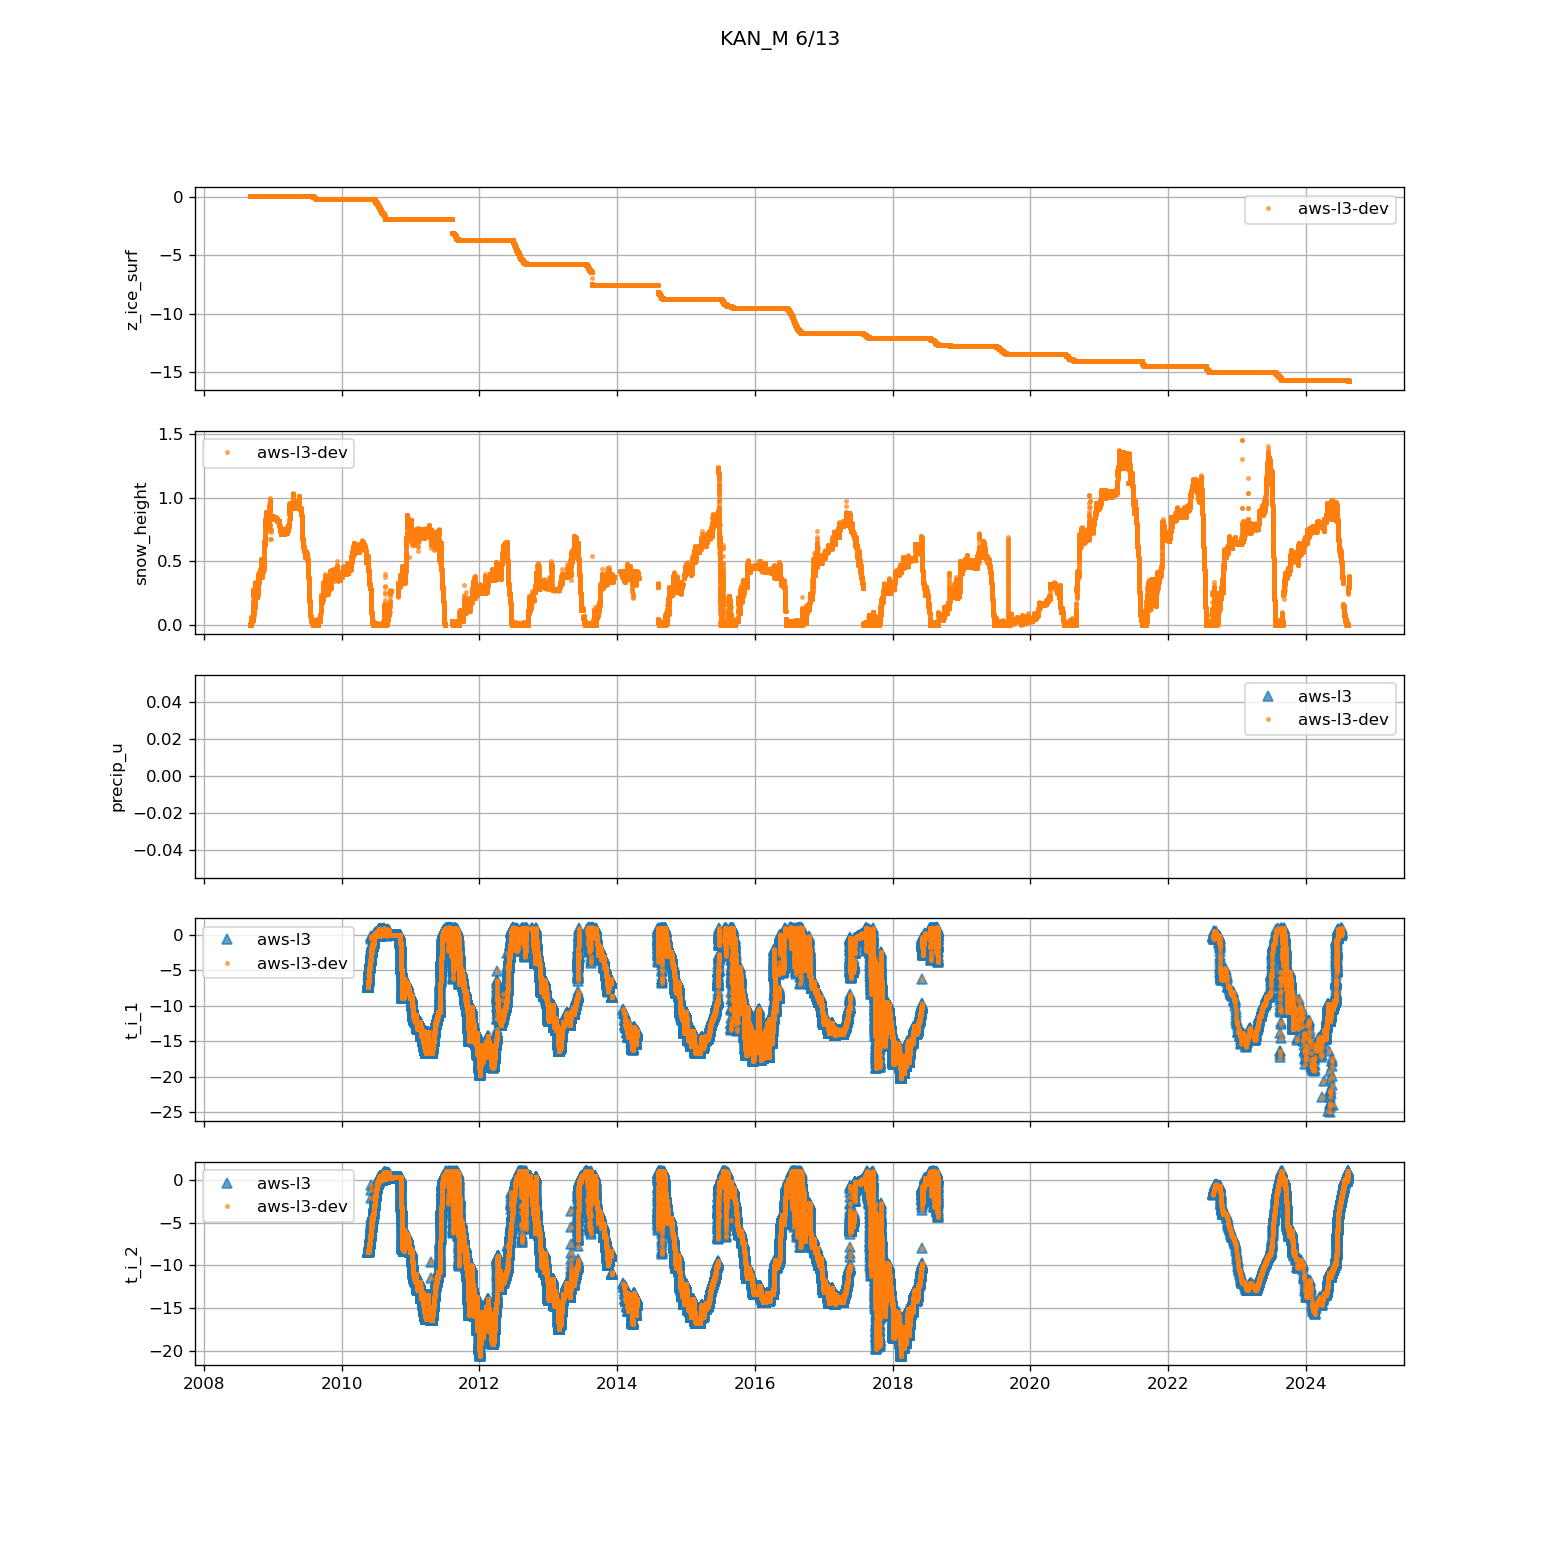 KAN_M 6/13
0
−5
−10
−15
z_ice_surf
aws-l3-dev
1.5
1.0
0.5
0.0
snow_height
aws-l3-dev
0.04
0.02
0.00
−0.02
−0.04
precip_u
aws-l3
aws-l3-dev
0
−5
−10
−15
−20
−25
t_i_1
aws-l3
aws-l3-dev
0
−5
−10
−15
−20
t_i_2
aws-l3
aws-l3-dev
2008 2010 2012 2014 2016 2018 2020 2022 2024